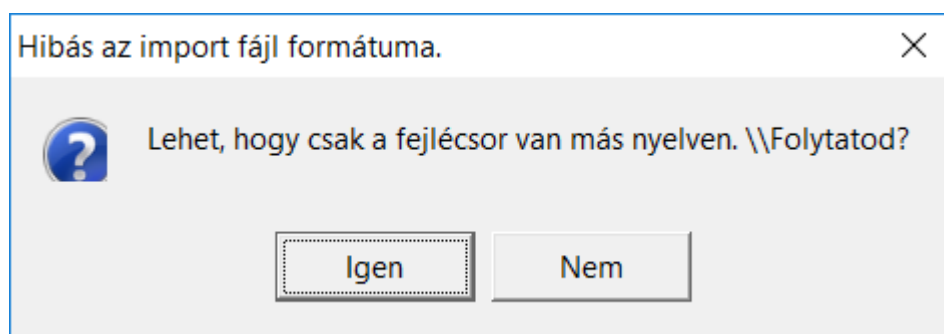 Hibás az import fájl formátuma.
Lehet, hogy csak a fejlécsor van más nyelven. \\Folytatod?
Igen
Nem